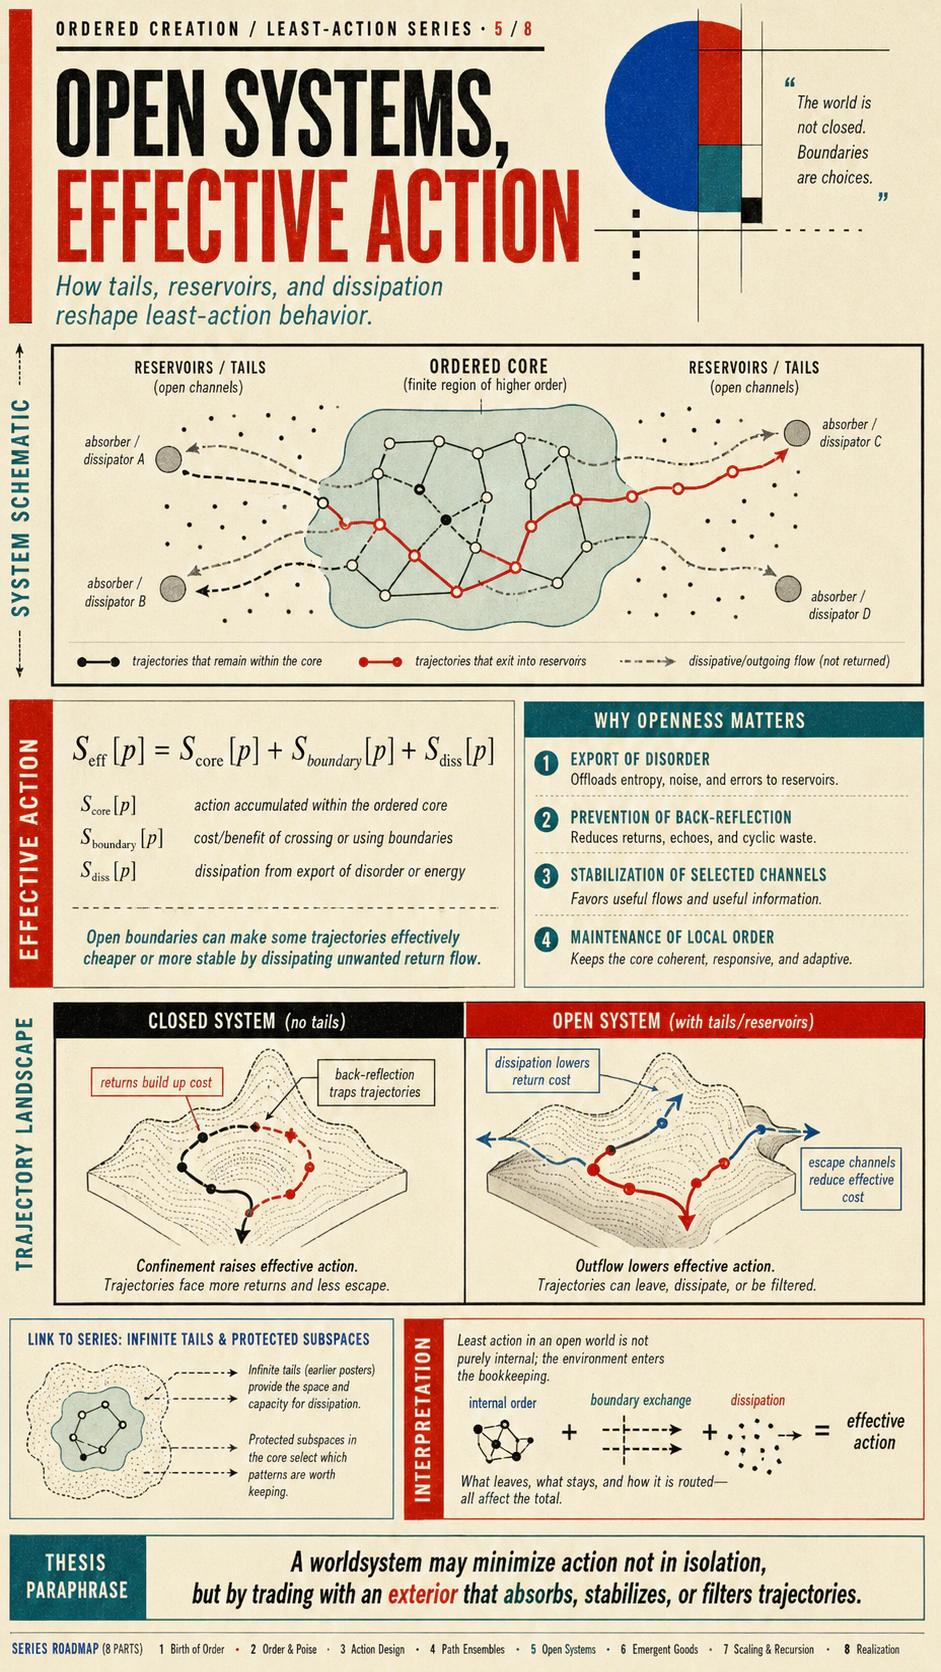 ORDERED CREATION / LEAST-ACTION SERIES · 5 / 8
OPEN SYSTEMS,
EFFECTIVE ACTION
How tails, reservoirs, and dissipation
reshape least-action behavior.
“
The world is
not closed.
Boundaries
are choices.
”
SYSTEM SCHEMATIC
RESERVOIRS / TAILS
(open channels)
ORDERED CORE
(finite region of higher order)
RESERVOIRS / TAILS
(open channels)
absorber /
dissipator A
absorber /
dissipator B
absorber /
dissipator C
absorber /
dissipator D
trajectories that remain within the core
trajectories that exit into reservoirs
dissipative/outgoing flow (not returned)
EFFECTIVE ACTION
S_eff [p] = S_core [p] + S_boundary [p] + S_diss [p]
S_core [p] action accumulated within the ordered core
S_boundary [p] cost/benefit of crossing or using boundaries
S_diss [p] dissipation from export of disorder or energy
Open boundaries can make some trajectories effectively
cheaper or more stable by dissipating unwanted return flow.
WHY OPENNESS MATTERS
1 EXPORT OF DISORDER
Offloads entropy, noise, and errors to reservoirs.
2 PREVENTION OF BACK-REFLECTION
Reduces returns, echoes, and cyclic waste.
3 STABILIZATION OF SELECTED CHANNELS
Favors useful flows and useful information.
4 MAINTENANCE OF LOCAL ORDER
Keeps the core coherent, responsive, and adaptive.
TRAJECTORY LANDSCAPE
CLOSED SYSTEM (no tails)
returns build up cost
back-reflection
traps trajectories
Confinement raises effective action.
Trajectories face more returns and less escape.
OPEN SYSTEM (with tails/reservoirs)
dissipation lowers
return cost
escape channels
reduce effective
cost
Outflow lowers effective action.
Trajectories can leave, dissipate, or be filtered.
LINK TO SERIES: INFINITE TAILS & PROTECTED SUBSPACES
Infinite tails (earlier posters)
provide the space and
capacity for dissipation.
Protected subspaces in
the core select which
patterns are worth
keeping.
INTERPRETATION
Least action in an open world is not
purely internal; the environment enters
the bookkeeping.
internal order
+
boundary exchange
+
dissipation
=
effective
action
What leaves, what stays, and how it is routed—
all affect the total.
THESIS
PARAPHRASE
A worldsystem may minimize action not in isolation,
but by trading with an exterior that absorbs, stabilizes, or filters trajectories.
SERIES ROADMAP (8 PARTS) 1 Birth of Order • 2 Order & Poise • 3 Action Design • 4 Path Ensembles • 5 Open Systems • 6 Emergent Goods • 7 Scaling & Recursion • 8 Realization